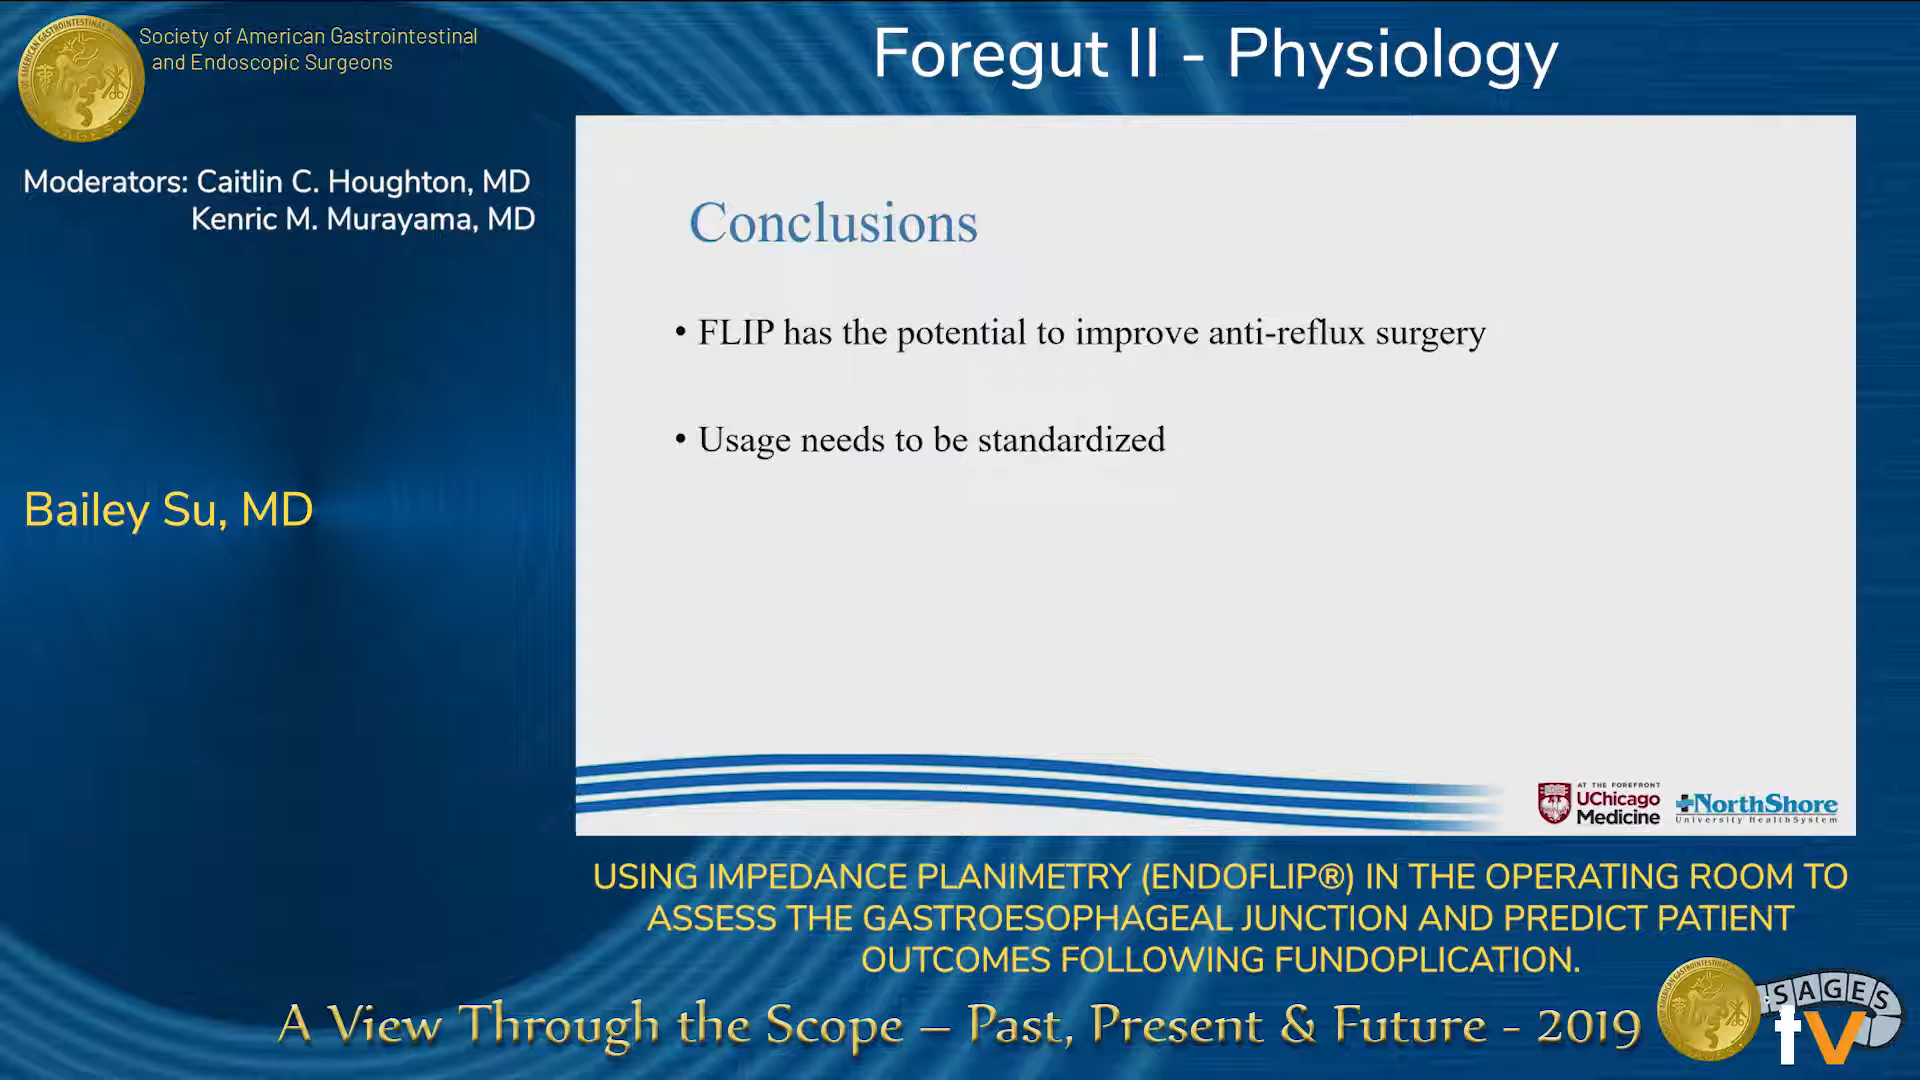 Society of American Gastrointestinal
and Endoscopic Surgeons
Foregut II - Physiology
Moderators: Caitlin C. Houghton, MD
Kenric M. Murayama, MD
Bailey Su, MD
Conclusions
• FLIP has the potential to improve anti-reflux surgery
• Usage needs to be standardized
AT THE FOREFRONT
UChicago
Medicine
NorthShore
University HealthSystem
USING IMPEDANCE PLANIMETRY (ENDOFLIP®) IN THE OPERATING ROOM TO
ASSESS THE GASTROESOPHAGEAL JUNCTION AND PREDICT PATIENT
OUTCOMES FOLLOWING FUNDOPLICATION.
A View Through the Scope – Past, Present & Future - 2019
SAGES
tv